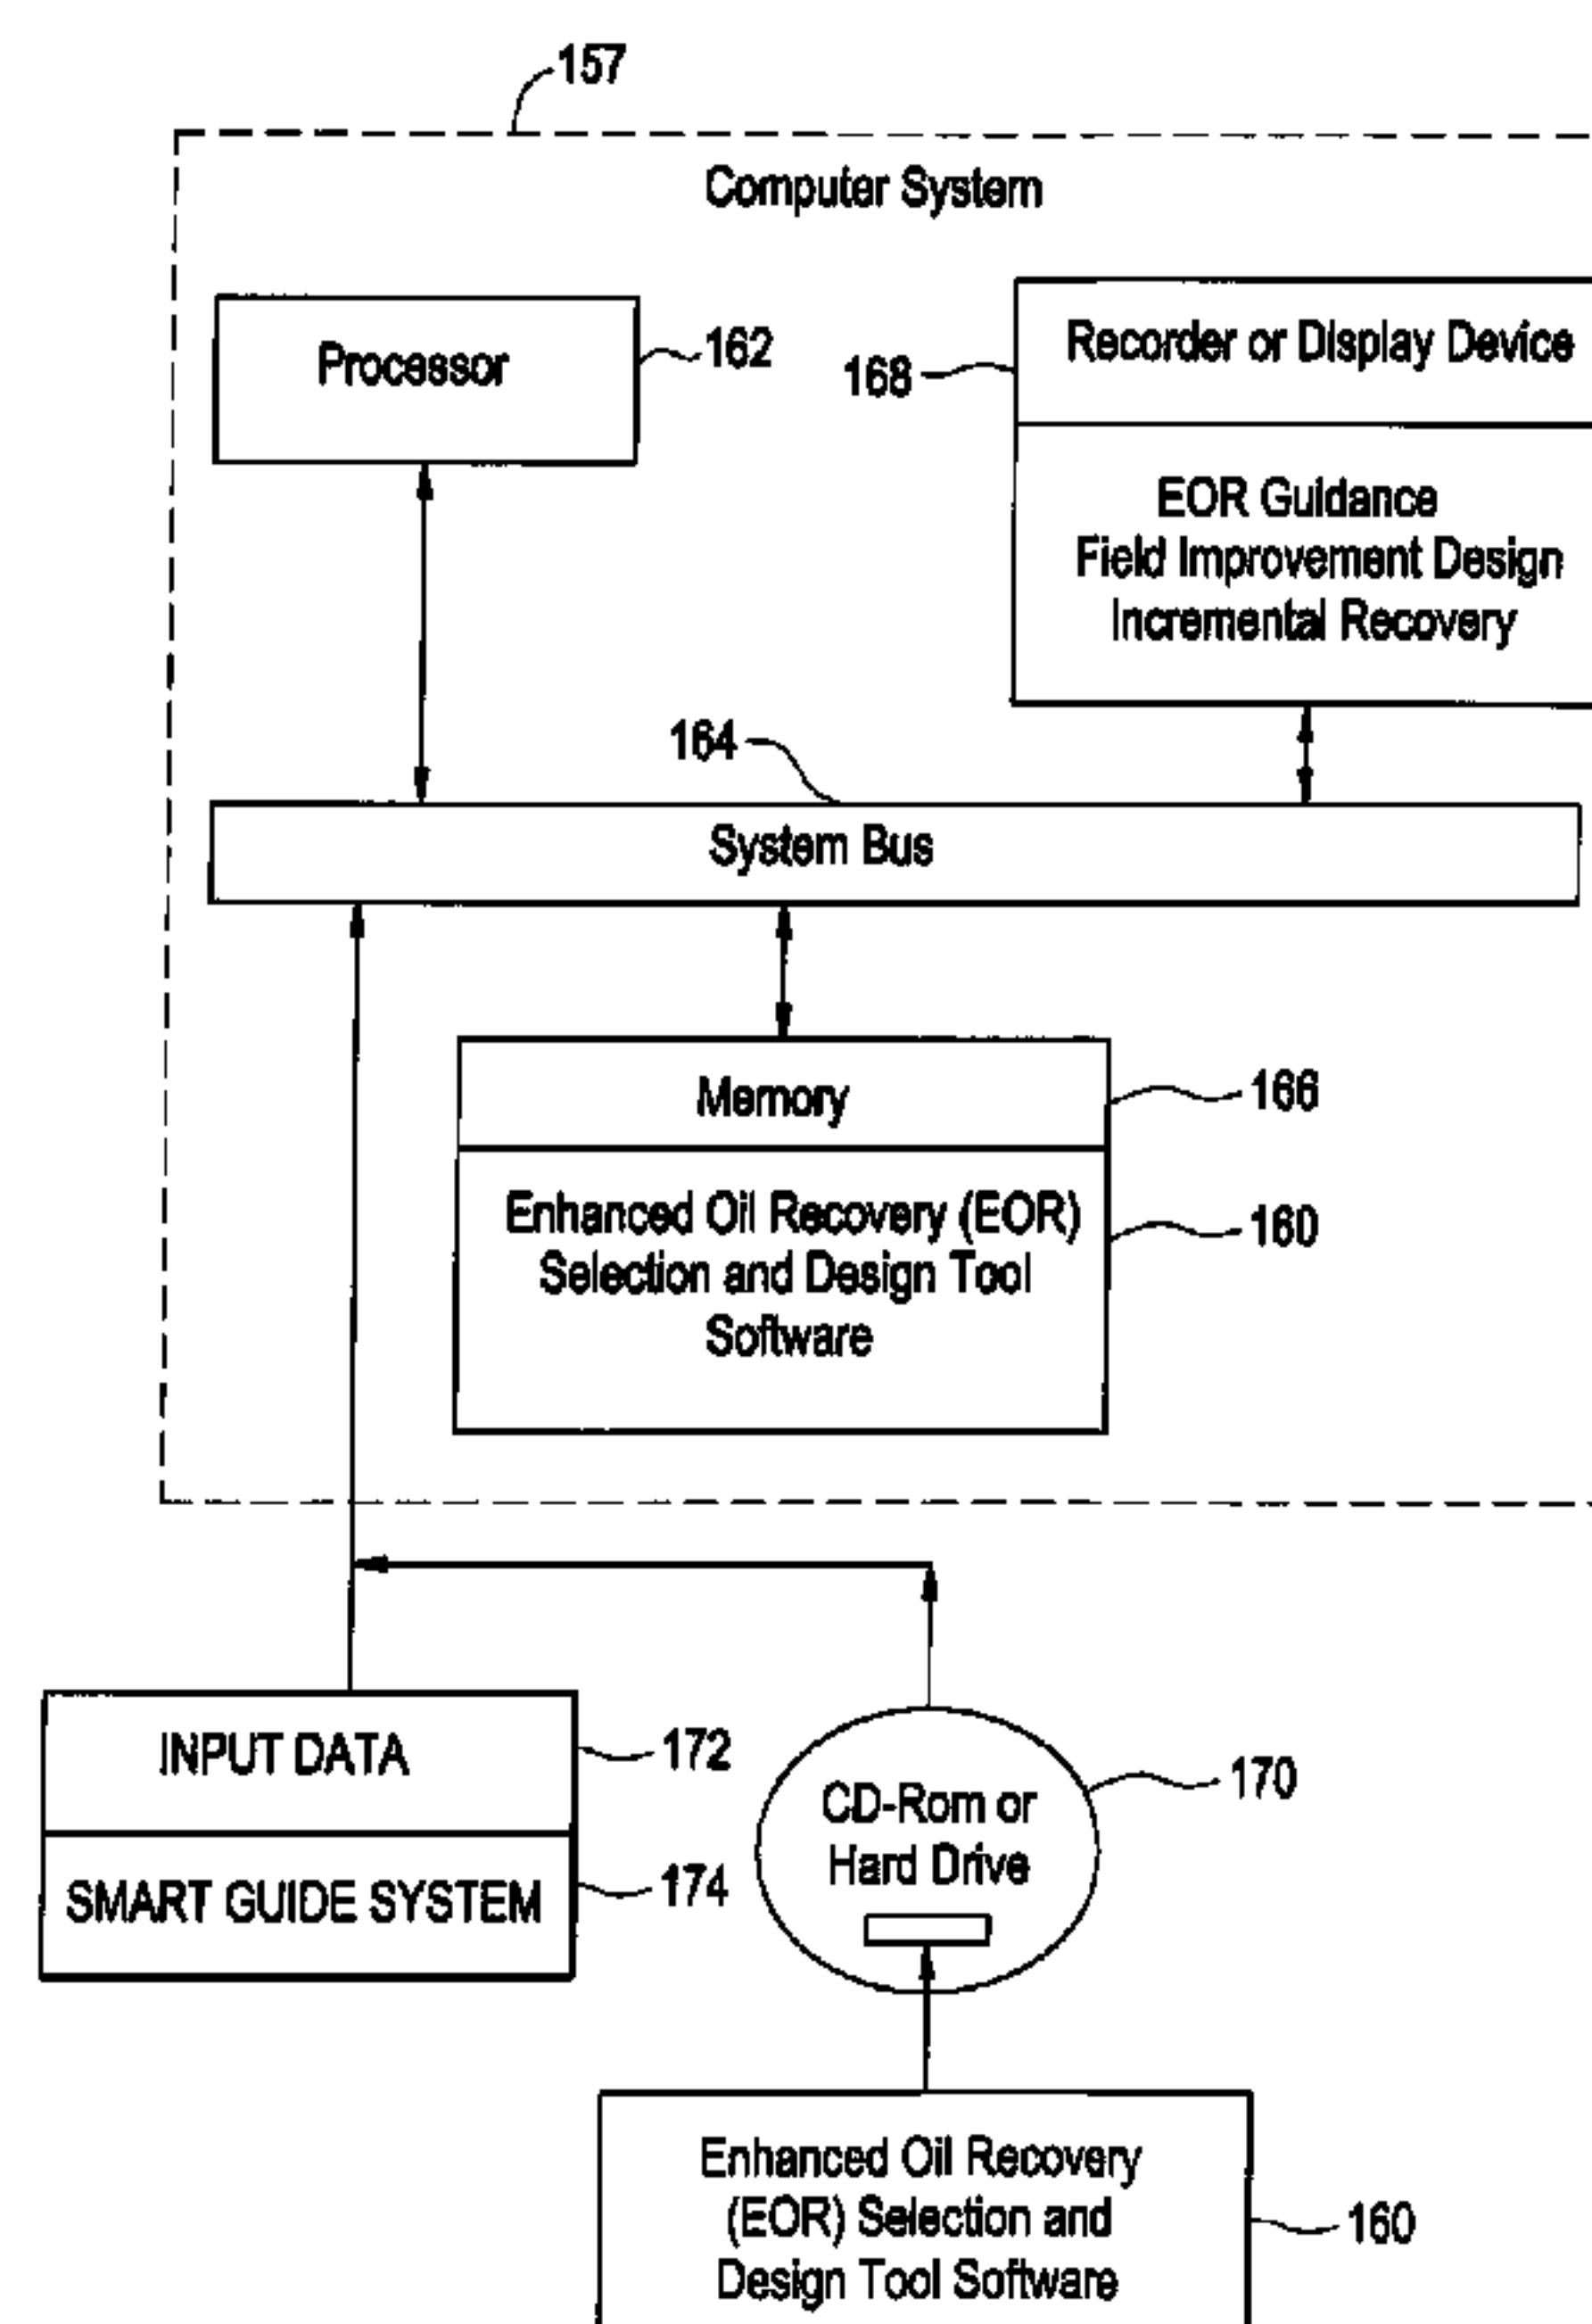 157
Computer System
Processor
162
168
Recorder or Display Device
EOR Guidance
Field Improvement Design
Incremental Recovery
164
System Bus
Memory
166
Enhanced Oil Recovery (EOR)
Selection and Design Tool
Software
160
INPUT DATA
172
SMART GUIDE SYSTEM
174
CD-Rom or
Hard Drive
170
Enhanced Oil Recovery
(EOR) Selection and
Design Tool Software
160